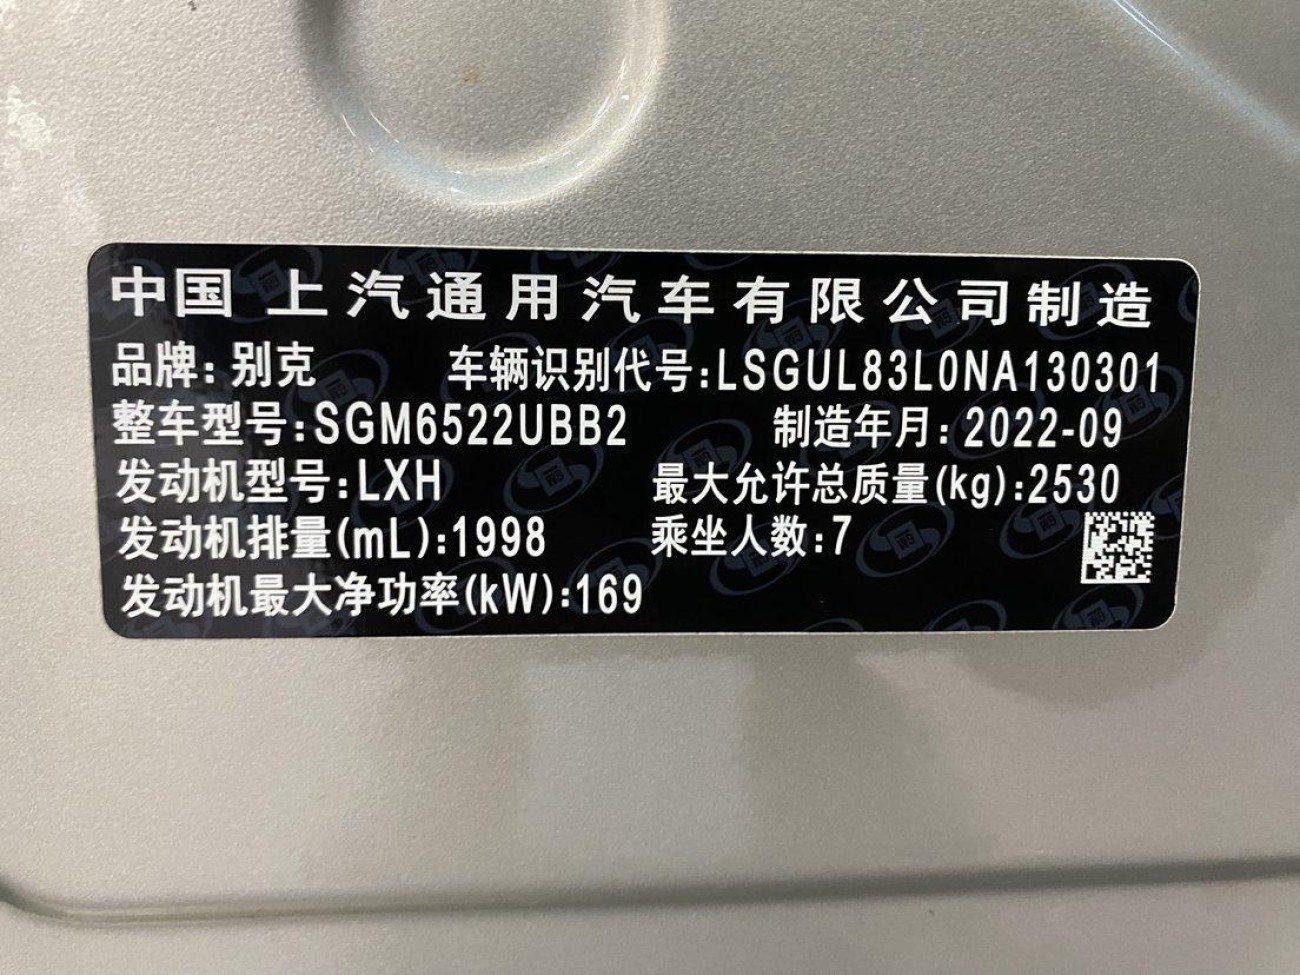 中国 上汽通用汽车有限公司制造
品牌:别克 车辆识别代号:LSGUL83L0NA130301
整车型号:SGM6522UBB2 制造年月:2022-09
发动机型号:LXH 最大允许总质量(kg):2530
发动机排量(mL):1998 乘坐人数:7
发动机最大净功率(kW):169